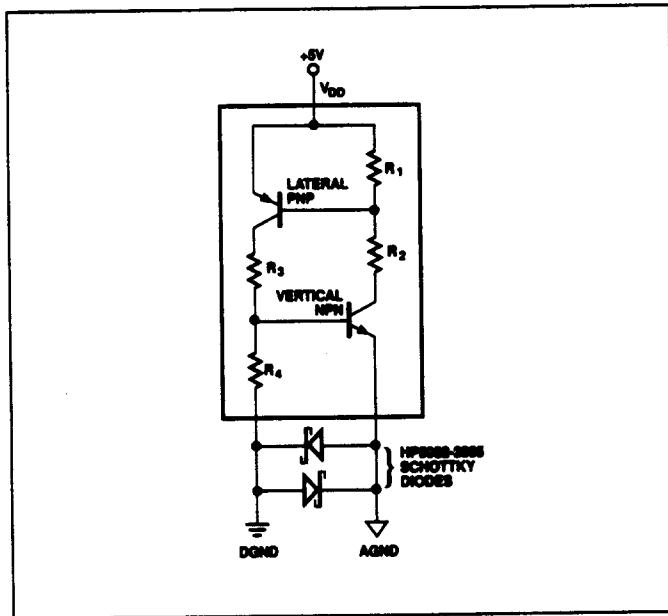 +5V
VDD
R1
LATERAL
PNP
R2
R3
VERTICAL
NPN
R4
SCHOTTKY
DIODES
DGND
AGND